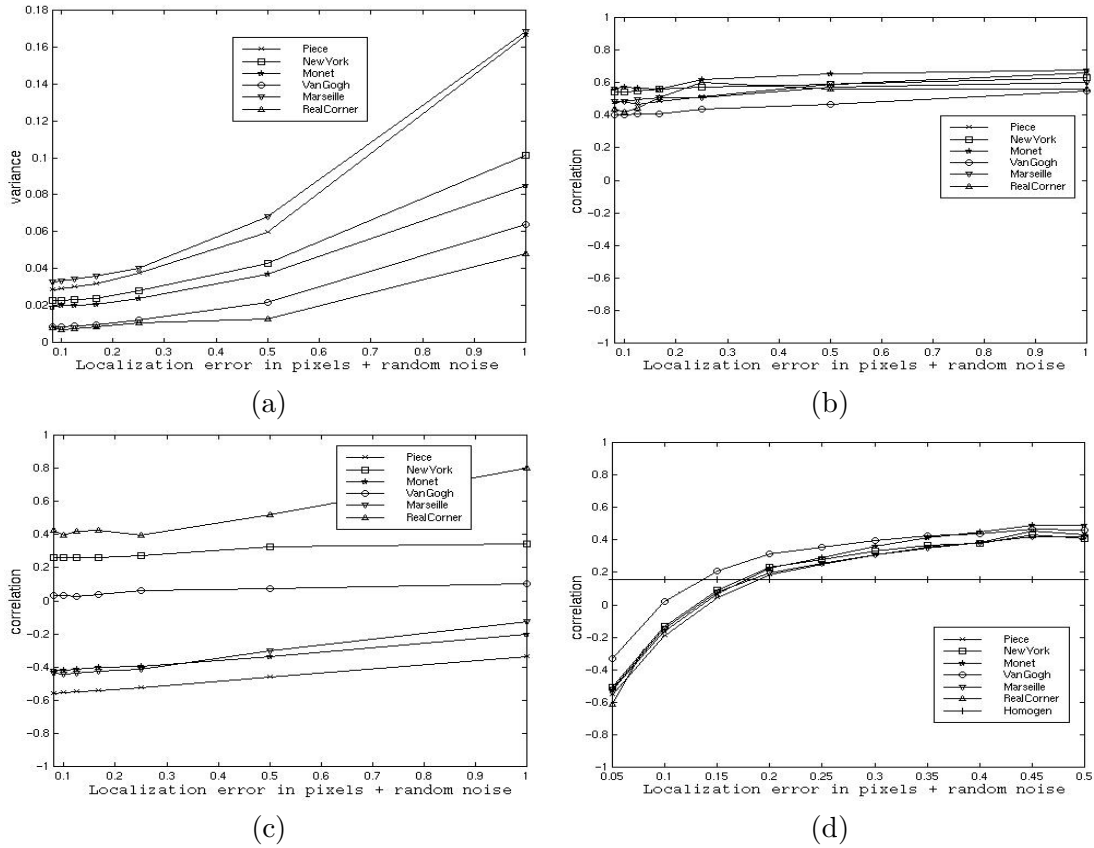 0.18
0.16
0.14
0.12
0.1
0.08
0.06
0.04
0.02
0
variance
Piece
NewYork
Monet
VanGogh
Marseille
RealCorner
0.1 0.2 0.3 0.4 0.5 0.6 0.7 0.8 0.9 1
Localization error in pixels + random noise
(a)
1
0.8
0.6
0.4
0.2
0
−0.2
−0.4
−0.6
−0.8
−1
correlation
Piece
NewYork
Monet
VanGogh
Marseille
RealCorner
0.1 0.2 0.3 0.4 0.5 0.6 0.7 0.8 0.9 1
Localization error in pixels + random noise
(b)
1
0.8
0.6
0.4
0.2
0
−0.2
−0.4
−0.6
−0.8
−1
correlation
Piece
NewYork
Monet
VanGogh
Marseille
RealCorner
0.1 0.2 0.3 0.4 0.5 0.6 0.7 0.8 0.9 1
Localization error in pixels + random noise
(c)
1
0.8
0.6
0.4
0.2
0
−0.2
−0.4
−0.6
−0.8
−1
correlation
Piece
NewYork
Monet
VanGogh
Marseille
RealCorner
Homogen
0.05 0.1 0.15 0.2 0.25 0.3 0.35 0.4 0.45 0.5
Localization error in pixels + random noise
(d)